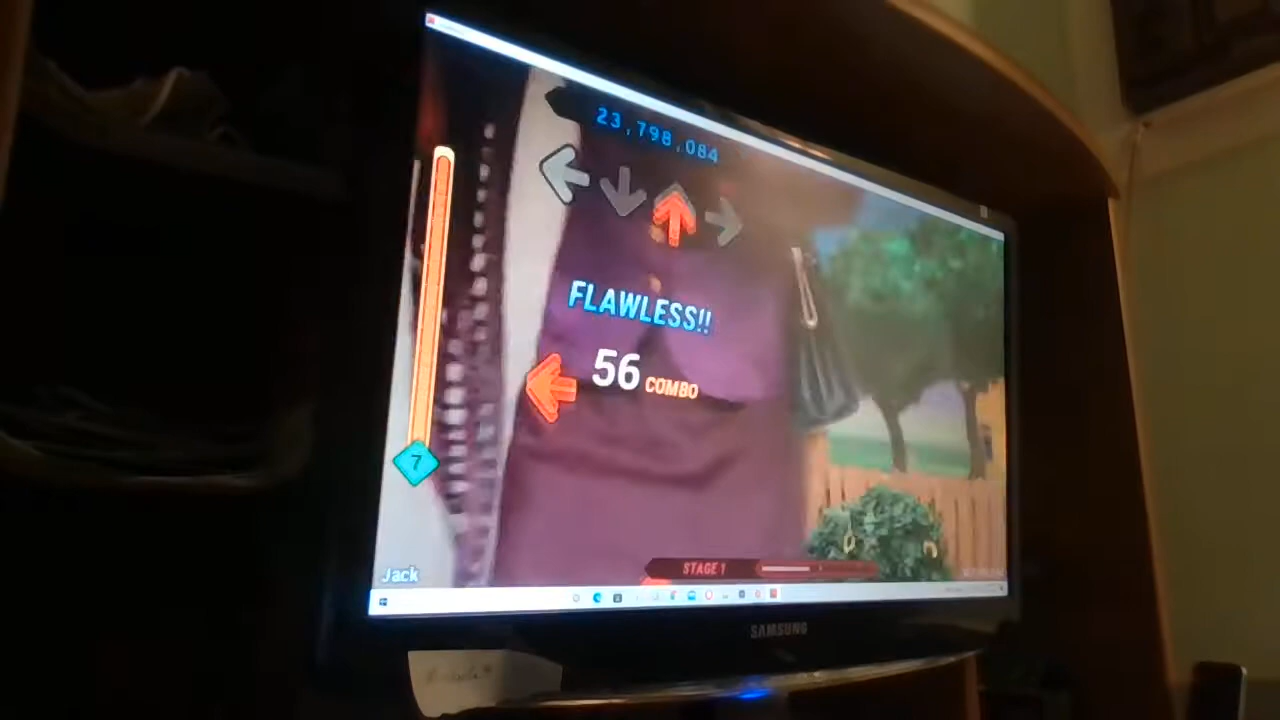 23,798,084
FLAWLESS!!
56 COMBO
7
STAGE 1
Jack
SAMSUNG